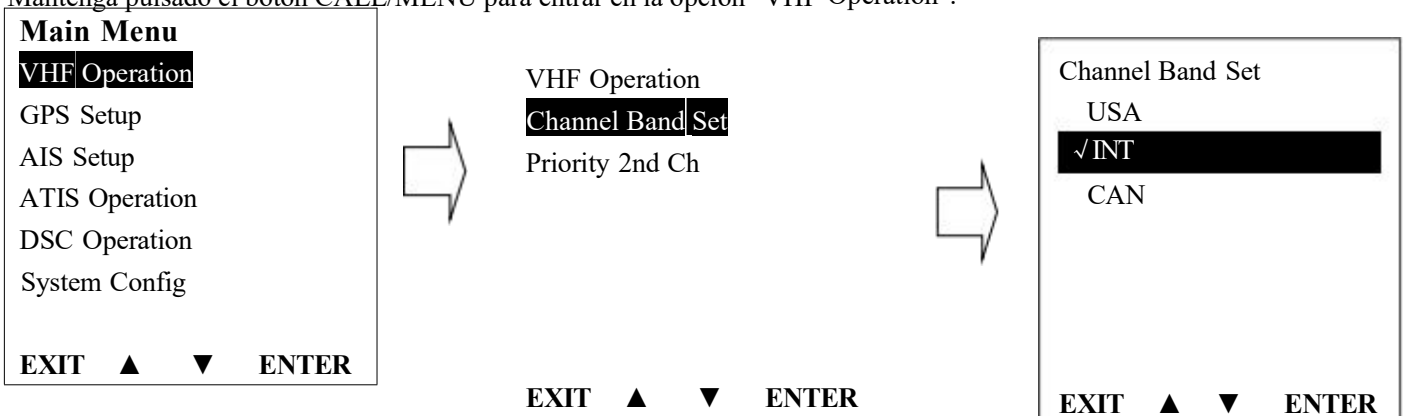 Mantenga pulsado el botón CALL/MENU para entrar en la opción "VHF Operation".
Main Menu
VHF Operation
GPS Setup
AIS Setup
ATIS Operation
DSC Operation
System Config
EXIT ▲ ▼ ENTER
VHF Operation
Channel Band Set
Priority 2nd Ch
EXIT ▲ ▼ ENTER
Channel Band Set
USA
√ INT
CAN
EXIT ▲ ▼ ENTER